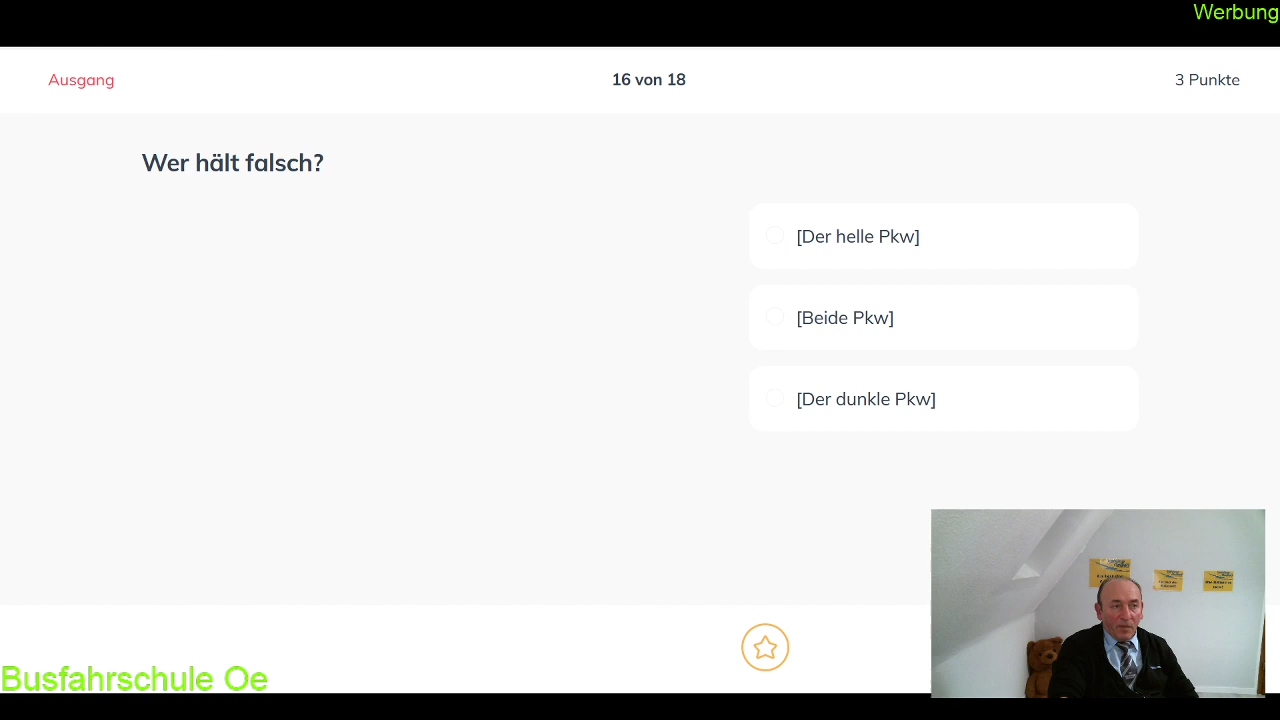 Werbung
Ausgang
16 von 18
3 Punkte
Wer hält falsch?
[Der helle Pkw]
[Beide Pkw]
[Der dunkle Pkw]
Busfahrschule Oe